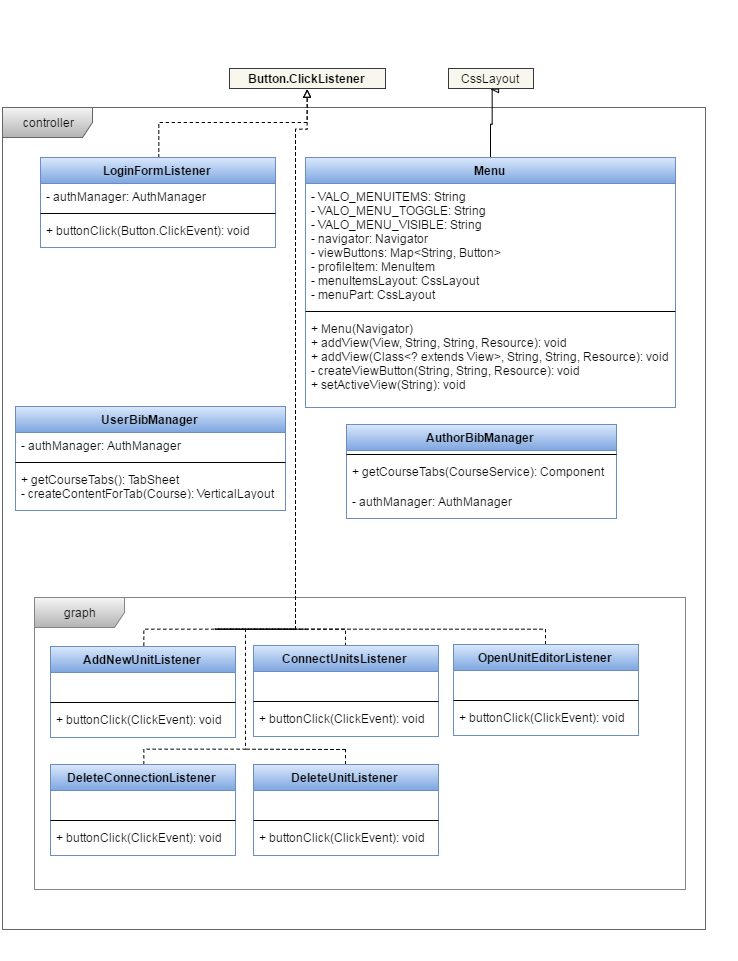 Button.ClickListener
CssLayout
controller
LoginFormListener
- authManager: AuthManager
+ buttonClick(Button.ClickEvent): void
Menu
- VALO_MENUITEMS: String
- VALO_MENU_TOGGLE: String
- VALO_MENU_VISIBLE: String
- navigator: Navigator
- viewButtons: Map<String, Button>
- profileItem: MenuItem
- menuItemsLayout: CssLayout
- menuPart: CssLayout
+ Menu(Navigator)
+ addView(View, String, String, Resource): void
+ addView(Class<? extends View>, String, String, Resource): void
- createViewButton(String, String, Resource): void
+ setActiveView(String): void
UserBibManager
- authManager: AuthManager
+ getCourseTabs(): TabSheet
- createContentForTab(Course): VerticalLayout
AuthorBibManager
+ getCourseTabs(CourseService): Component
- authManager: AuthManager
graph
AddNewUnitListener
+ buttonClick(ClickEvent): void
ConnectUnitsListener
+ buttonClick(ClickEvent): void
OpenUnitEditorListener
+ buttonClick(ClickEvent): void
DeleteConnectionListener
+ buttonClick(ClickEvent): void
DeleteUnitListener
+ buttonClick(ClickEvent): void